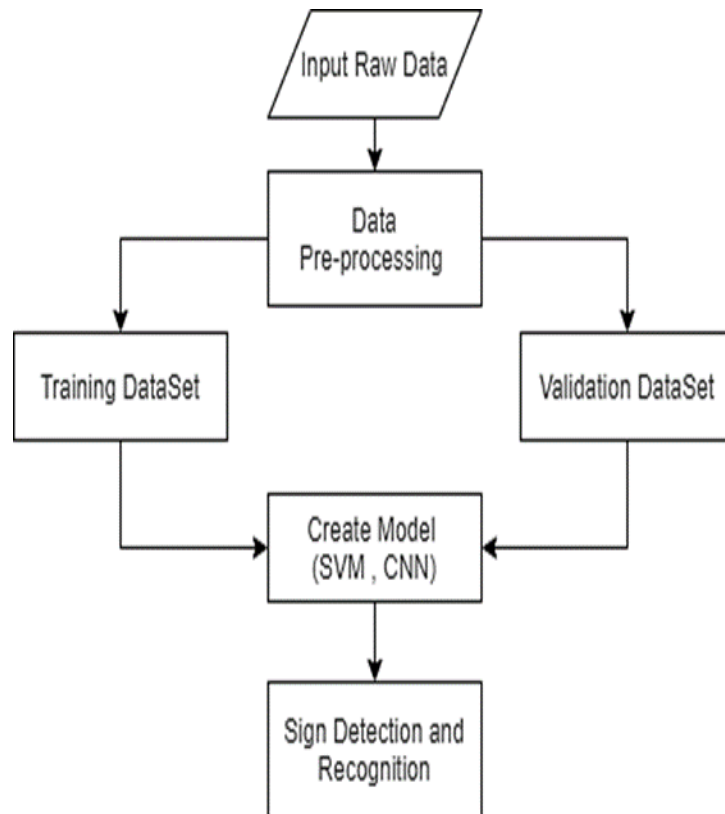 Input Raw Data
Data
Pre-processing
Training DataSet
Validation DataSet
Create Model
(SVM , CNN)
Sign Detection and
Recognition